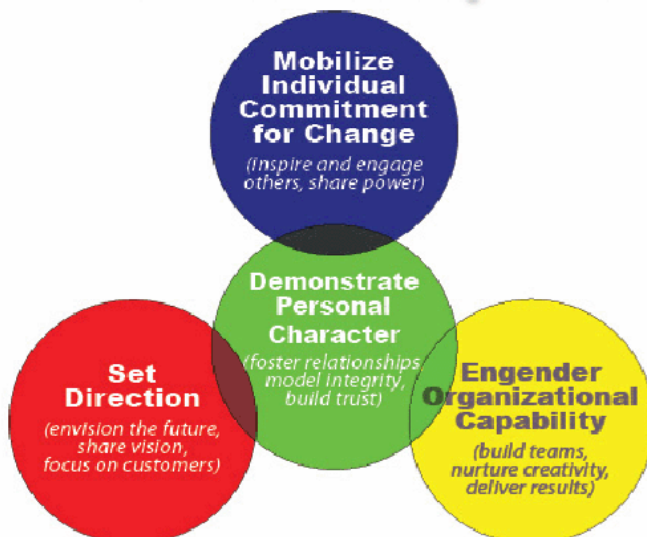 Mobilize
Individual
Commitment
for Change
(inspire and engage
others, share power)
Demonstrate
Personal
Character
(foster relationships,
model integrity,
build trust)
Set
Direction
(envision the future,
share vision,
focus on customers)
Engender
Organizational
Capability
(build teams,
nurture creativity,
deliver results)